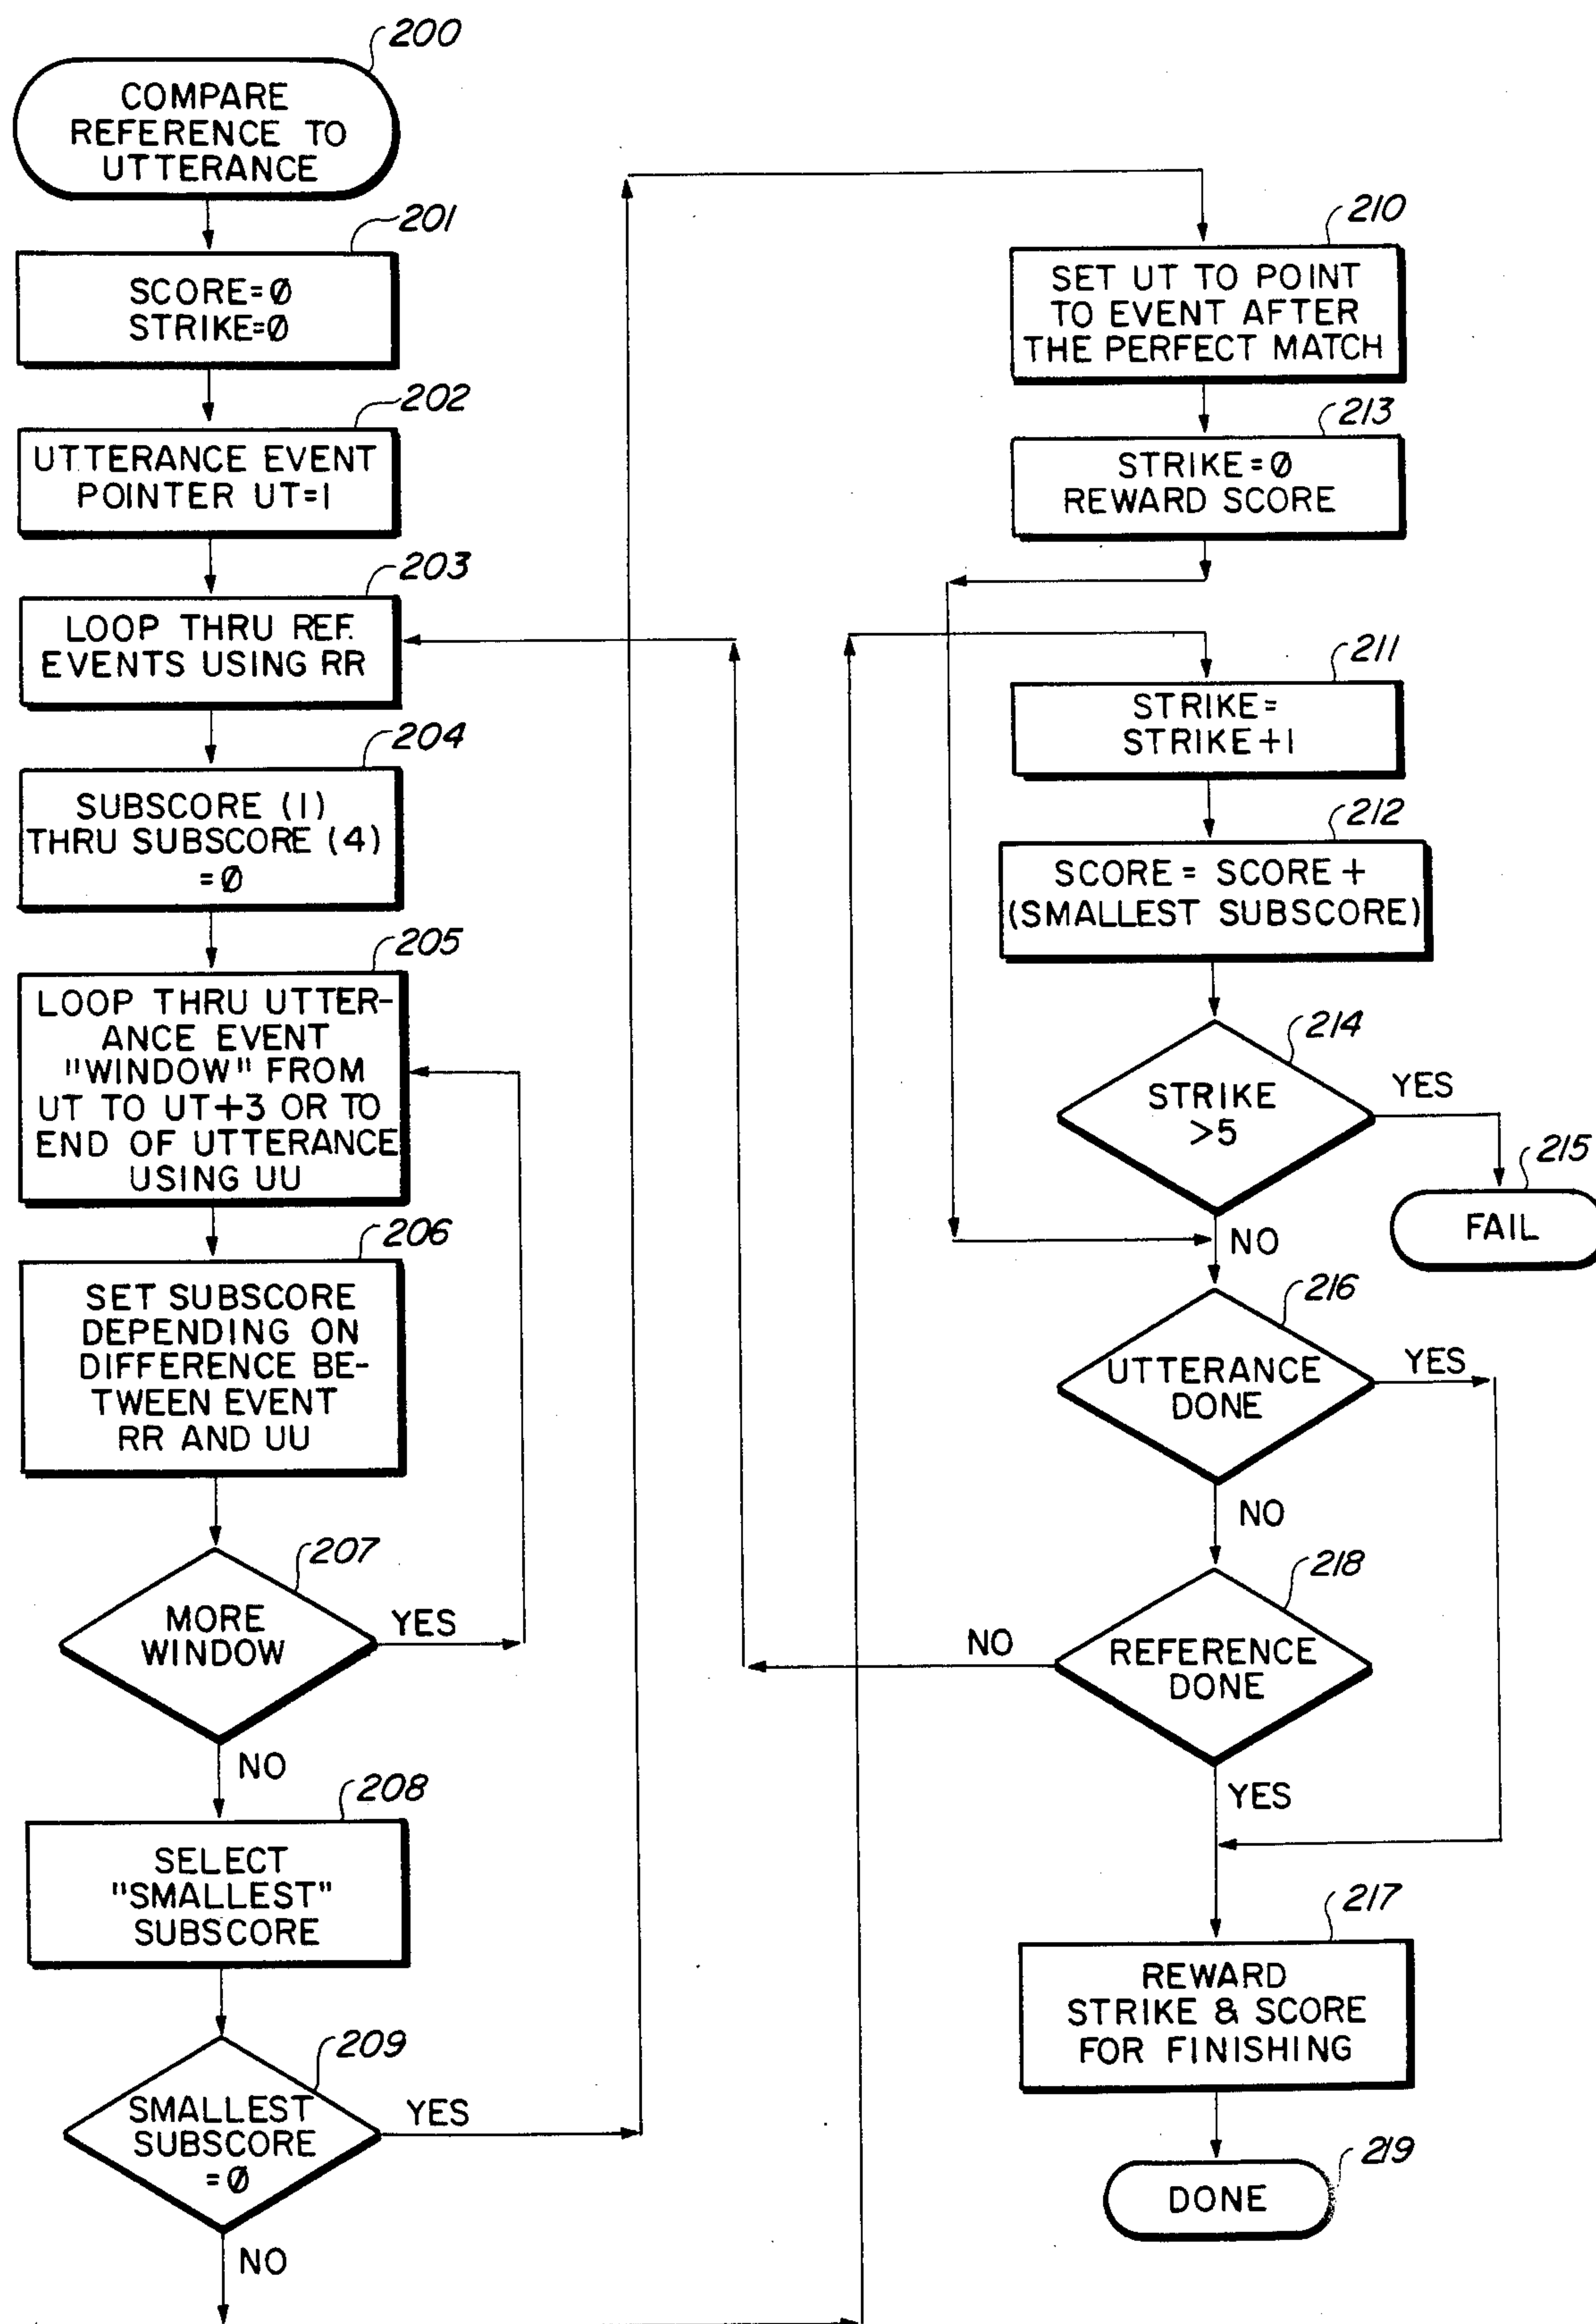 200
COMPARE
REFERENCE TO
UTTERANCE
201
SCORE=Ø
STRIKE=Ø
202
UTTERANCE EVENT
POINTER UT=1
203
LOOP THRU REF.
EVENTS USING RR
204
SUBSCORE (1)
THRU SUBSCORE (4)
=Ø
205
LOOP THRU UTTER-
ANCE EVENT
"WINDOW" FROM
UT TO UT+3 OR TO
END OF UTTERANCE
USING UU
206
SET SUBSCORE
DEPENDING ON
DIFFERENCE BE-
TWEEN EVENT
RR AND UU
207
MORE
WINDOW
YES
NO
208
SELECT
"SMALLEST"
SUBSCORE
209
SMALLEST
SUBSCORE
=Ø
YES
NO
210
SET UT TO POINT
TO EVENT AFTER
THE PERFECT MATCH
213
STRIKE=Ø
REWARD SCORE
211
STRIKE=
STRIKE+1
212
SCORE= SCORE+
(SMALLEST SUBSCORE)
214
STRIKE
>5
YES
215
FAIL
NO
216
UTTERANCE
DONE
YES
NO
218
REFERENCE
DONE
NO
YES
217
REWARD
STRIKE & SCORE
FOR FINISHING
219
DONE